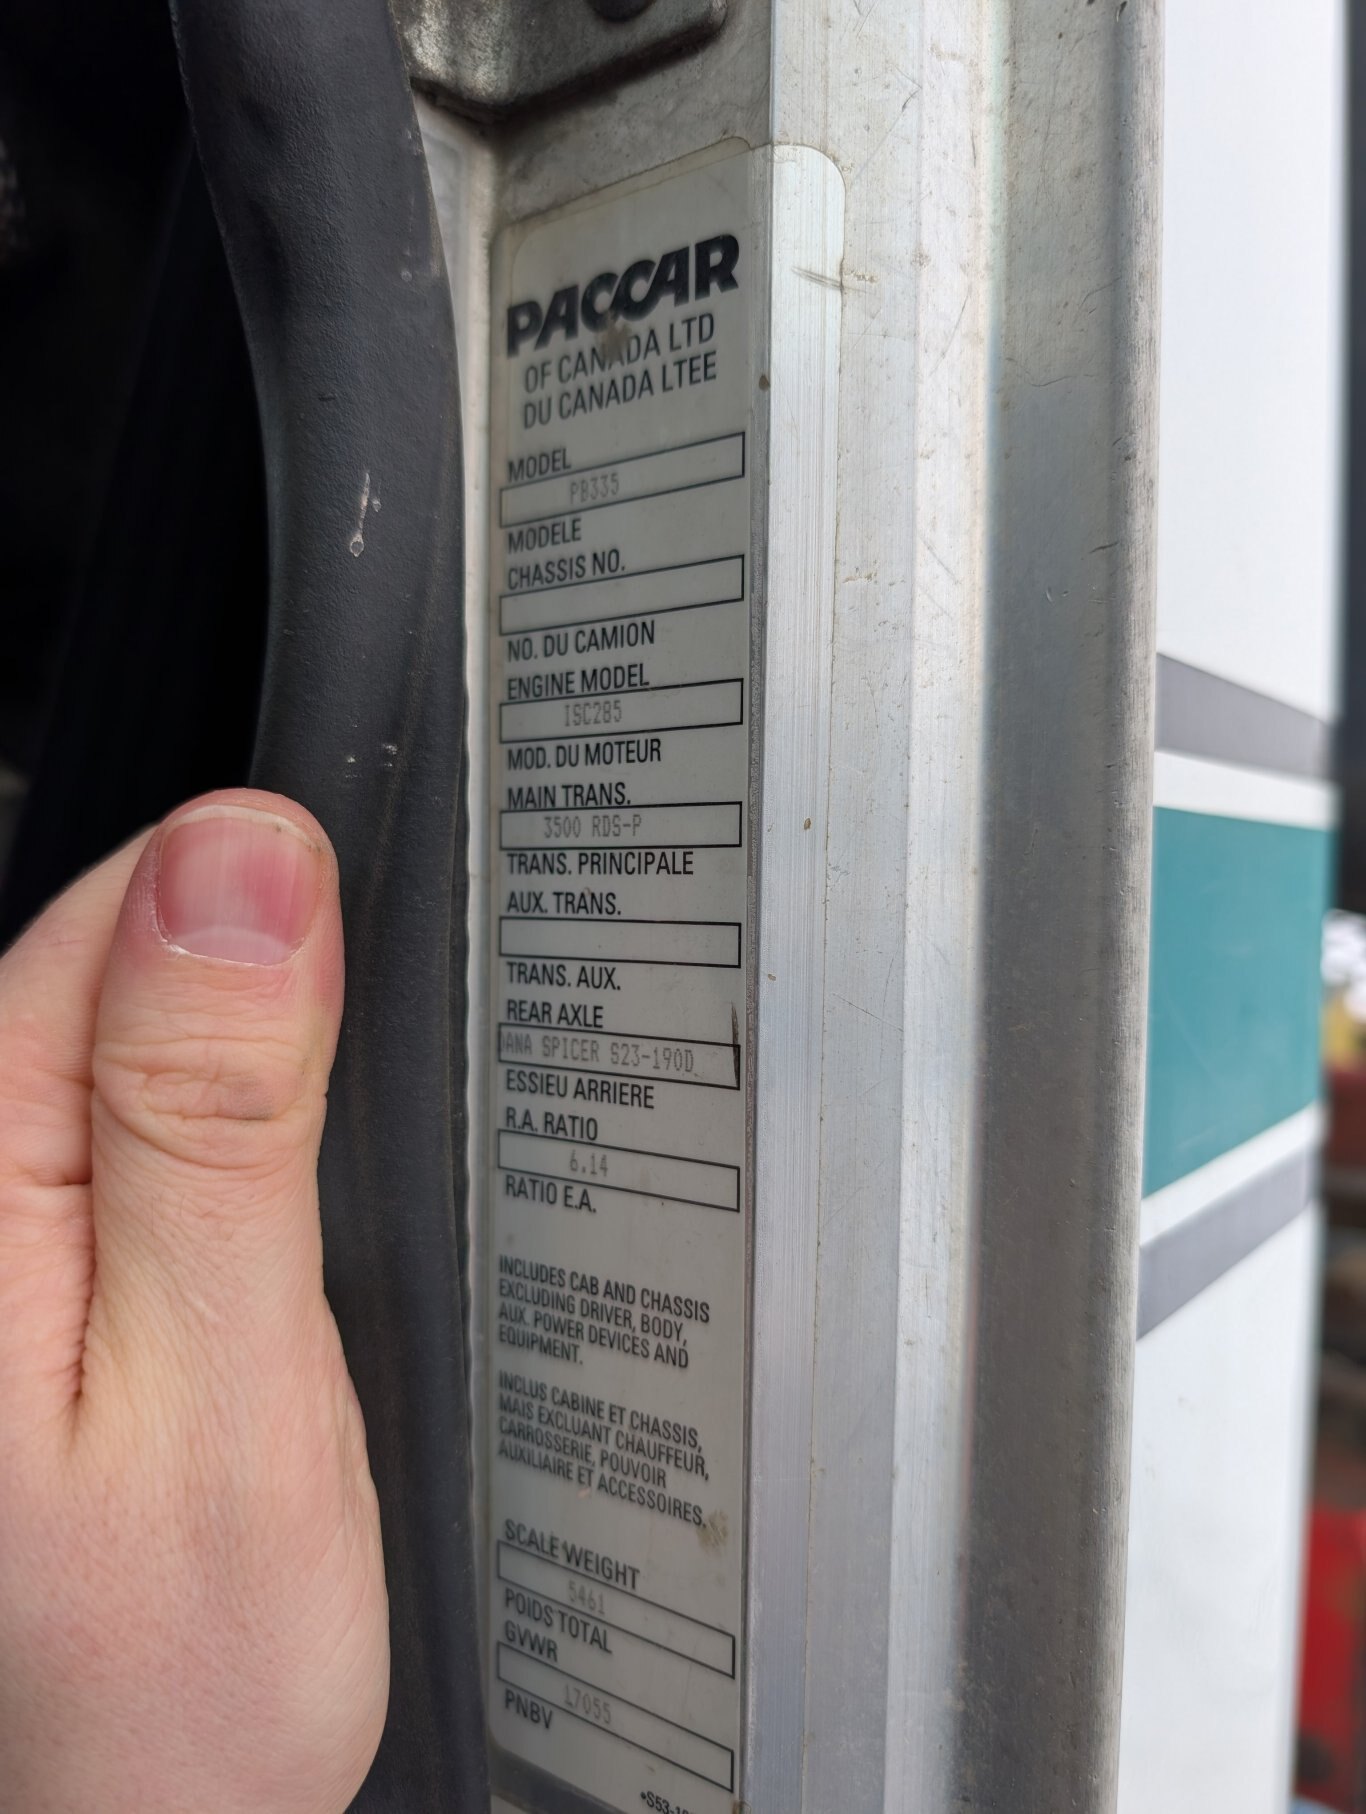 PACCAR
OF CANADA LTD
DU CANADA LTEE
MODEL
PB335
MODELE
CHASSIS NO.
NO. DU CAMION
ENGINE MODEL
ISC285
MOD. DU MOTEUR
MAIN TRANS.
3500 RDS-P
TRANS. PRINCIPALE
AUX. TRANS.
TRANS. AUX.
REAR AXLE
SPICER S23-190D
ESSIEU ARRIERE
R.A. RATIO
6.14
RATIO E.A.
INCLUDES CAB AND CHASSIS
EXCLUDING DRIVER, BODY,
AUX. POWER DEVICES AND
EQUIPMENT.
INCLUS CABINE ET CHASSIS,
MAIS EXCLUANT CHAUFFEUR,
CARROSSERIE, POUVOIR
AUXILIAIRE ET ACCESSOIRES.
SCALE WEIGHT
5461
POIDS TOTAL
GVWR
17055
PNBV